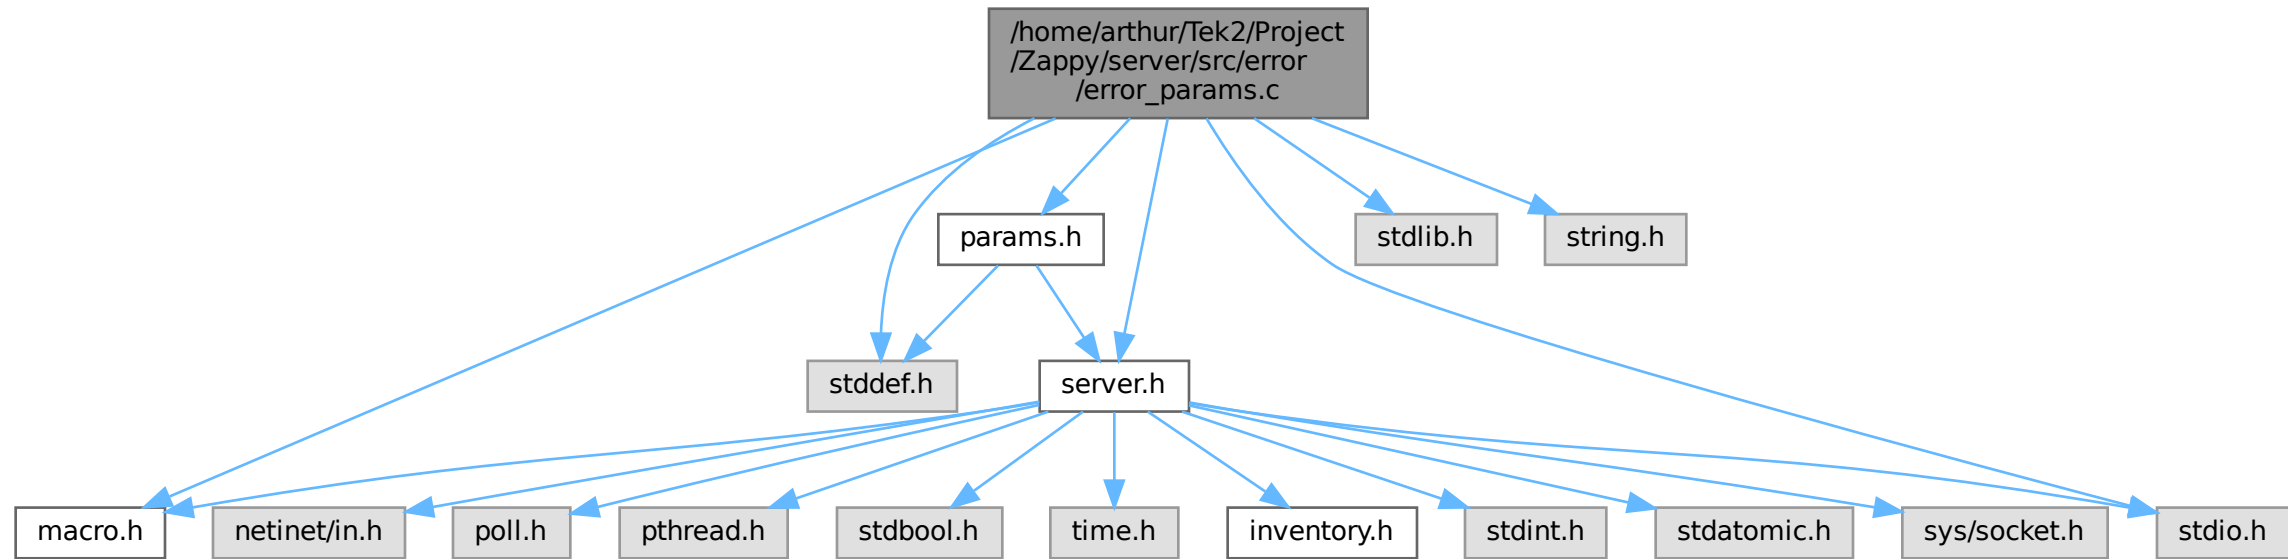 /home/arthur/Tek2/Project
/Zappy/server/src/error
/error_params.c
params.h
stdlib.h
string.h
stddef.h
server.h
macro.h
netinet/in.h
poll.h
pthread.h
stdbool.h
time.h
inventory.h
stdint.h
stdatomic.h
sys/socket.h
stdio.h